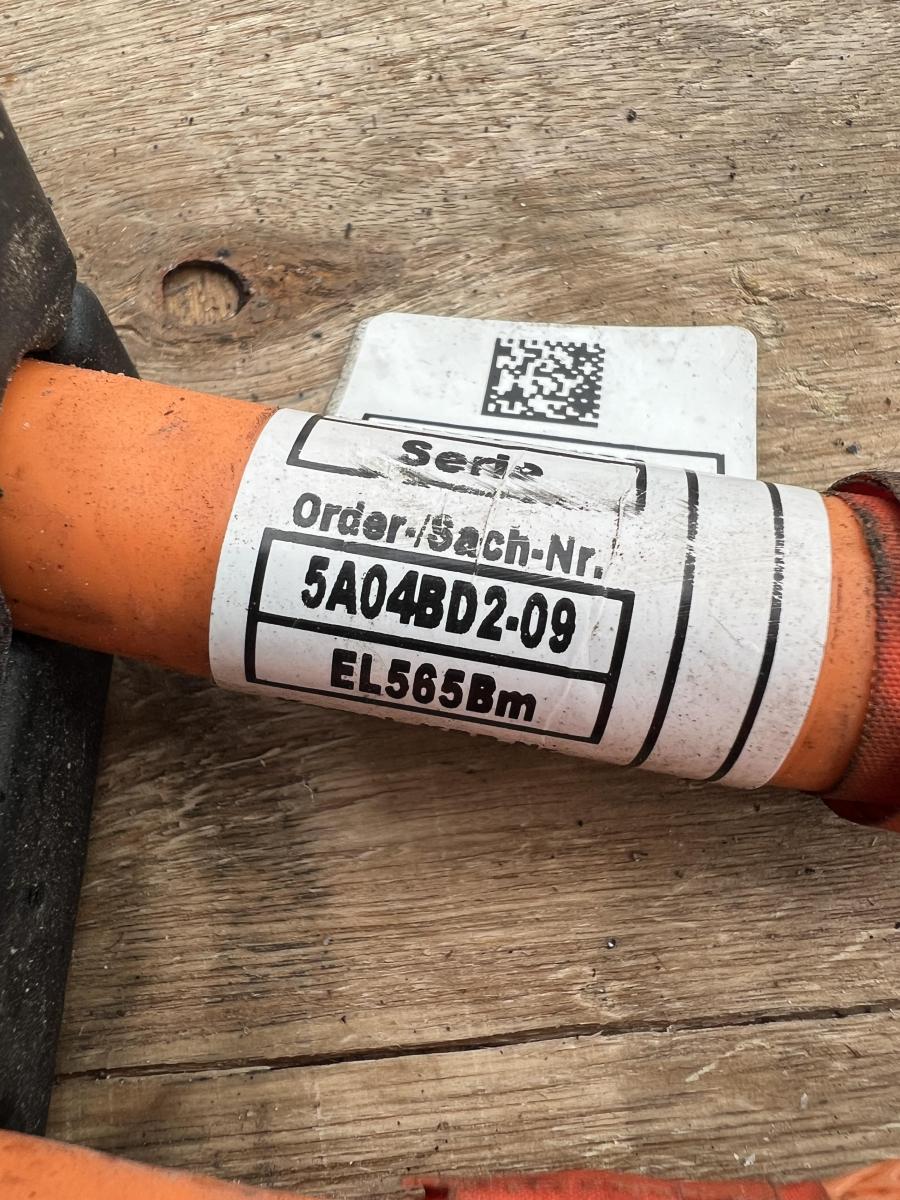 Serie
Order-/Sach-Nr.
5A04BD2-09
EL565Bm